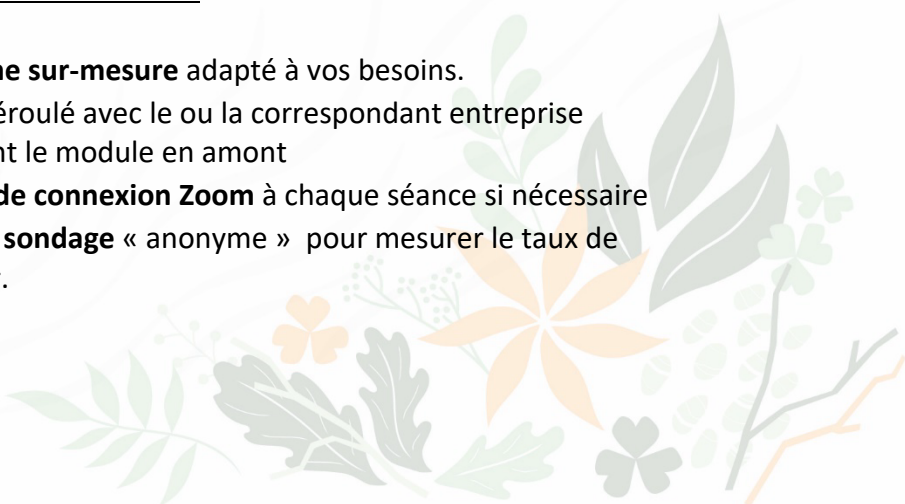 ne sur-mesure adapté à vos besoins.
éroulé avec le ou la correspondant entreprise
nt le module en amont
de connexion Zoom à chaque séance si nécessaire
sondage « anonyme » pour mesurer le taux de